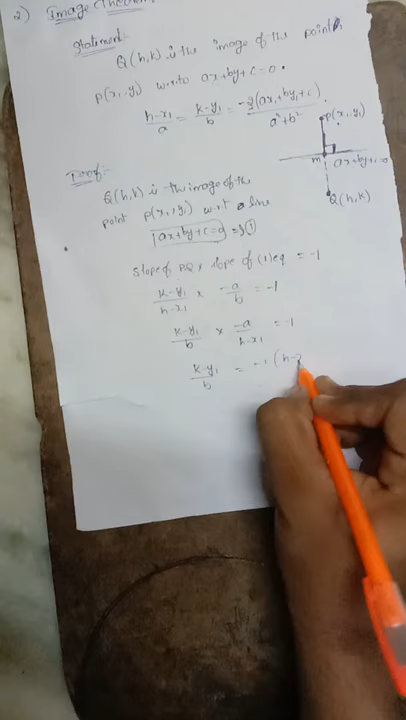 2) Image Theorem
Statement:
Q(h,k) is the image of the point
P(x₁,y₁) w.r.to ax+by+c=0.
h-x₁/a = k-y₁/b = -2(ax₁+by₁+c)/a²+b².
P(x₁,y₁)
M
ax+by+c=0
Q(h,k)
Proof:
Q(h,k) is the image of the
point P(x₁,y₁) w.r.t a line
ax+by+c=0 → ①
slope of PQ × slope of (1) eq = -1
k-y₁/h-x₁ × -a/b = -1
k-y₁/b × -a/h-x₁ = -1
k-y₁/b = -1 (h-x